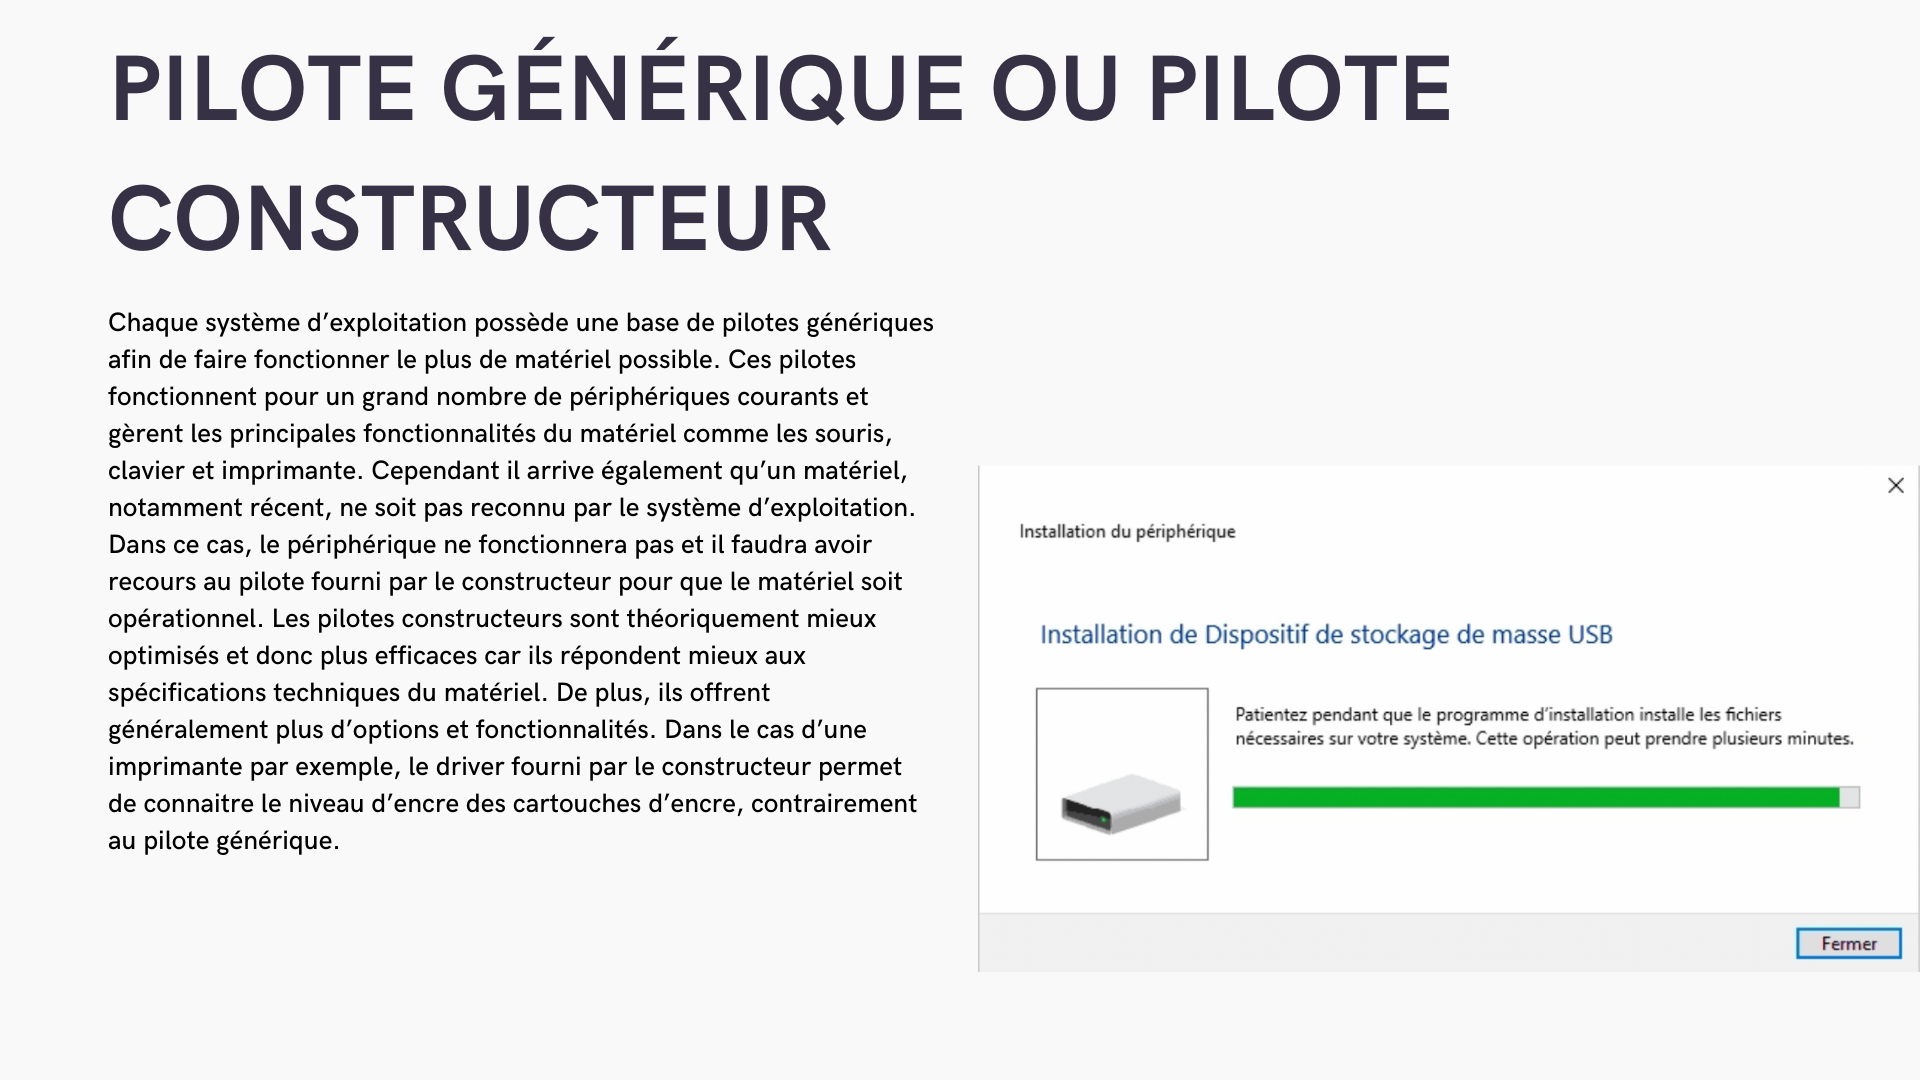 PILOTE GÉNÉRIQUE OU PILOTE
CONSTRUCTEUR
Chaque système d’exploitation possède une base de pilotes génériques
afin de faire fonctionner le plus de matériel possible. Ces pilotes
fonctionnent pour un grand nombre de périphériques courants et
gèrent les principales fonctionnalités du matériel comme les souris,
clavier et imprimante. Cependant il arrive également qu’un matériel,
notamment récent, ne soit pas reconnu par le système d’exploitation.
Dans ce cas, le périphérique ne fonctionnera pas et il faudra avoir
recours au pilote fourni par le constructeur pour que le matériel soit
opérationnel. Les pilotes constructeurs sont théoriquement mieux
optimisés et donc plus efficaces car ils répondent mieux aux
spécifications techniques du matériel. De plus, ils offrent
généralement plus d’options et fonctionnalités. Dans le cas d’une
imprimante par exemple, le driver fourni par le constructeur permet
de connaitre le niveau d’encre des cartouches d’encre, contrairement
au pilote générique.
Installation du périphérique
Installation de Dispositif de stockage de masse USB
Patientez pendant que le programme d’installation installe les fichiers
nécessaires sur votre système. Cette opération peut prendre plusieurs minutes.
Fermer